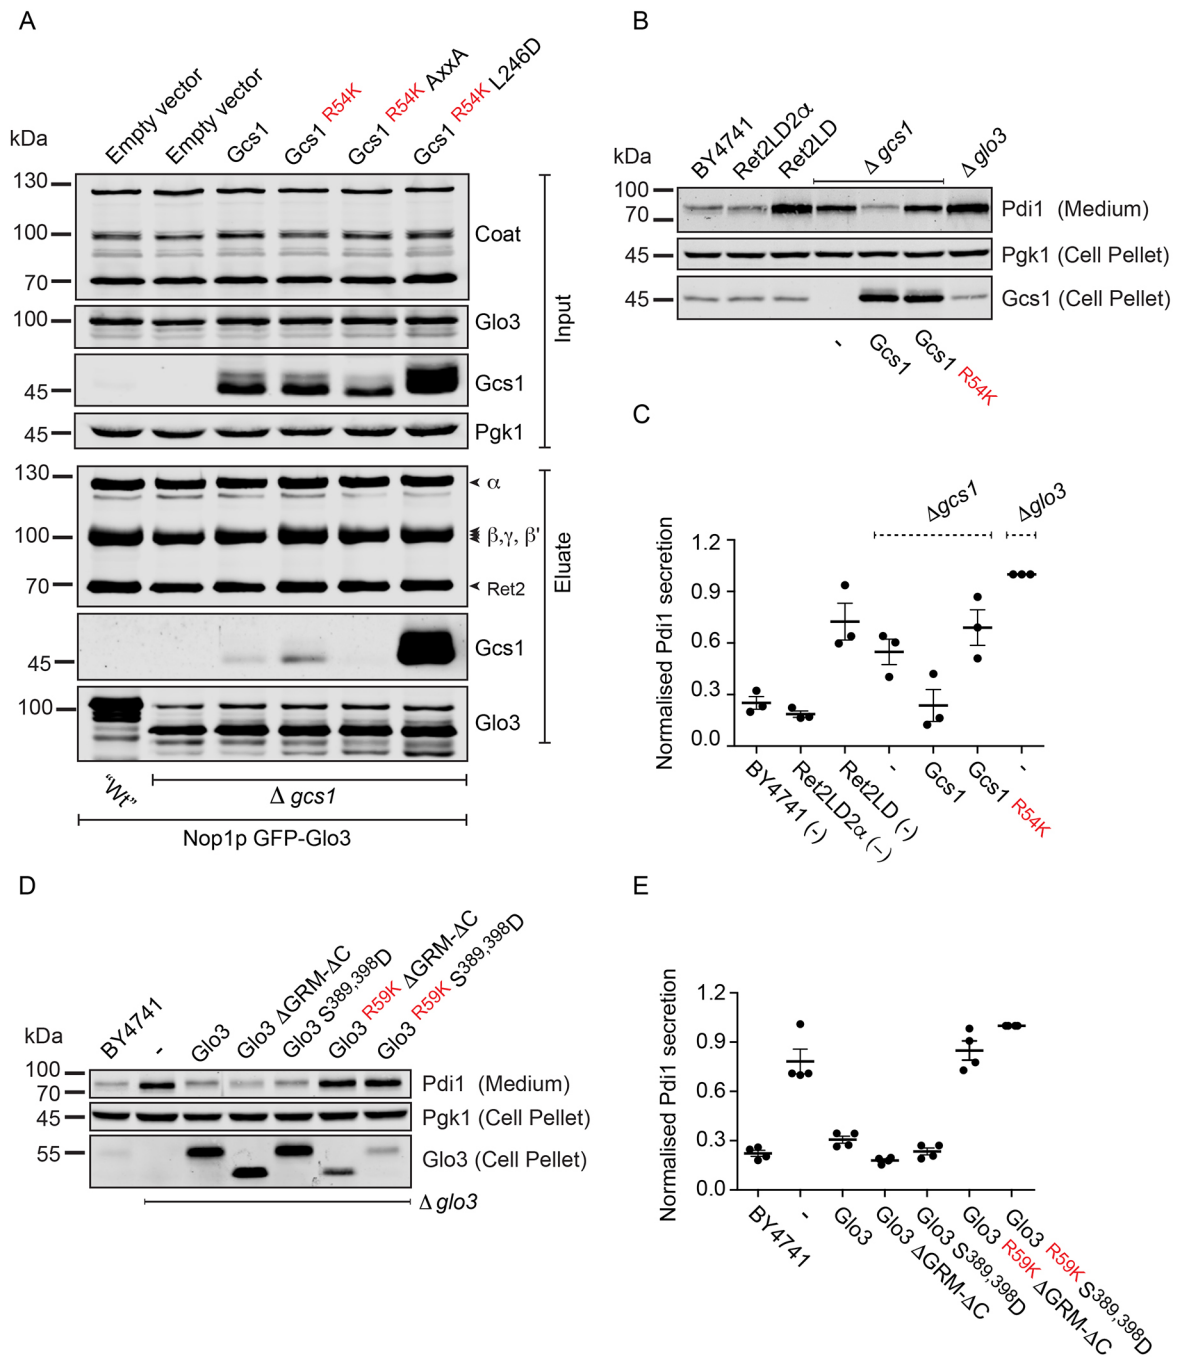 A
kDa
Empty vector
Empty vector
Gcs1
Gcs1 R54K
Gcs1 R54K AxxA
Gcs1 R54K L246D
130
100
70
Coat
100
Glo3
45
Gcs1
45
Pgk1
Input
130
α
100
β,γ, β'
70
Ret2
45
Gcs1
100
Glo3
Eluate
“Wt”
Δ gcs1
Nop1p GFP-Glo3
B
kDa
BY4741
Ret2LD2α
Ret2LD
Δ gcs1
Δ glo3
100
70
Pdi1 (Medium)
45
Pgk1 (Cell Pellet)
45
Gcs1 (Cell Pellet)
-
Gcs1
Gcs1 R54K
C
Δgcs1
Δglo3
Normalised Pdi1 secretion
1.2
0.9
0.6
0.3
0.0
BY4741 (-)
Ret2LD2α (-)
Ret2LD (-)
-
Gcs1
Gcs1 R54K
-
D
kDa
BY4741
-
Glo3
Glo3 ΔGRM-ΔC
Glo3 S389,398D
Glo3 R59K ΔGRM-ΔC
Glo3 R59K S389,398D
100
70
Pdi1 (Medium)
45
Pgk1 (Cell Pellet)
55
Glo3 (Cell Pellet)
Δ glo3
E
Normalised Pdi1 secretion
1.2
0.9
0.6
0.3
0.0
BY4741
-
Glo3
Glo3 ΔGRM-ΔC
Glo3 S389,398D
Glo3 R59K ΔGRM-ΔC
Glo3 R59K S389,398D